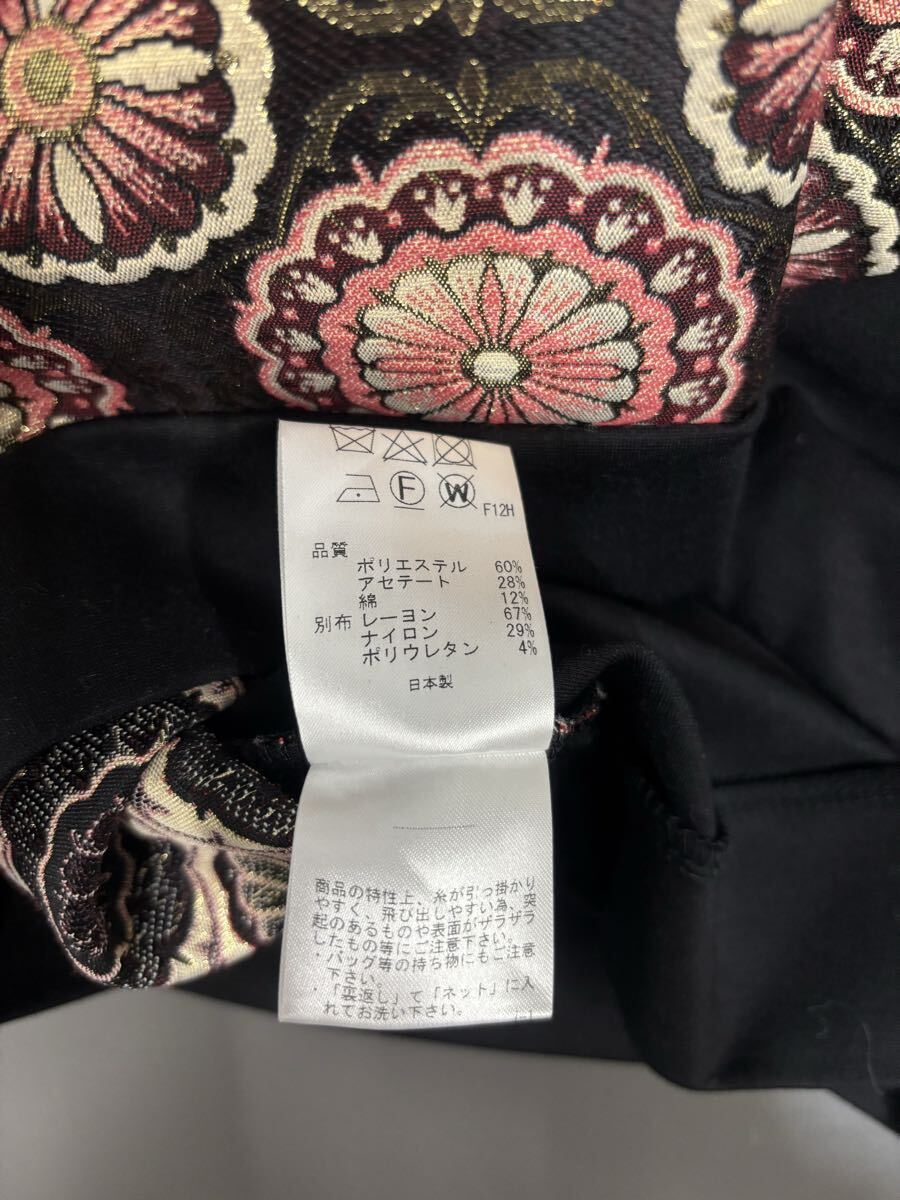 F W F12H
品質
ポリエステル 60%
アセテート 28%
綿 12%
別布 レーヨン 67%
ナイロン 29%
ポリウレタン 4%
日本製
商品の特性上、糸が引っ掛かり
やすく、飛び出しやすい為、突
起のあるものや表面がザラザラ
したもの等にご注意下さい。
・バッグ等の持ち物にもご注意
下さい。
・「裏返し」て「ネット」に入
れてお洗い下さい。